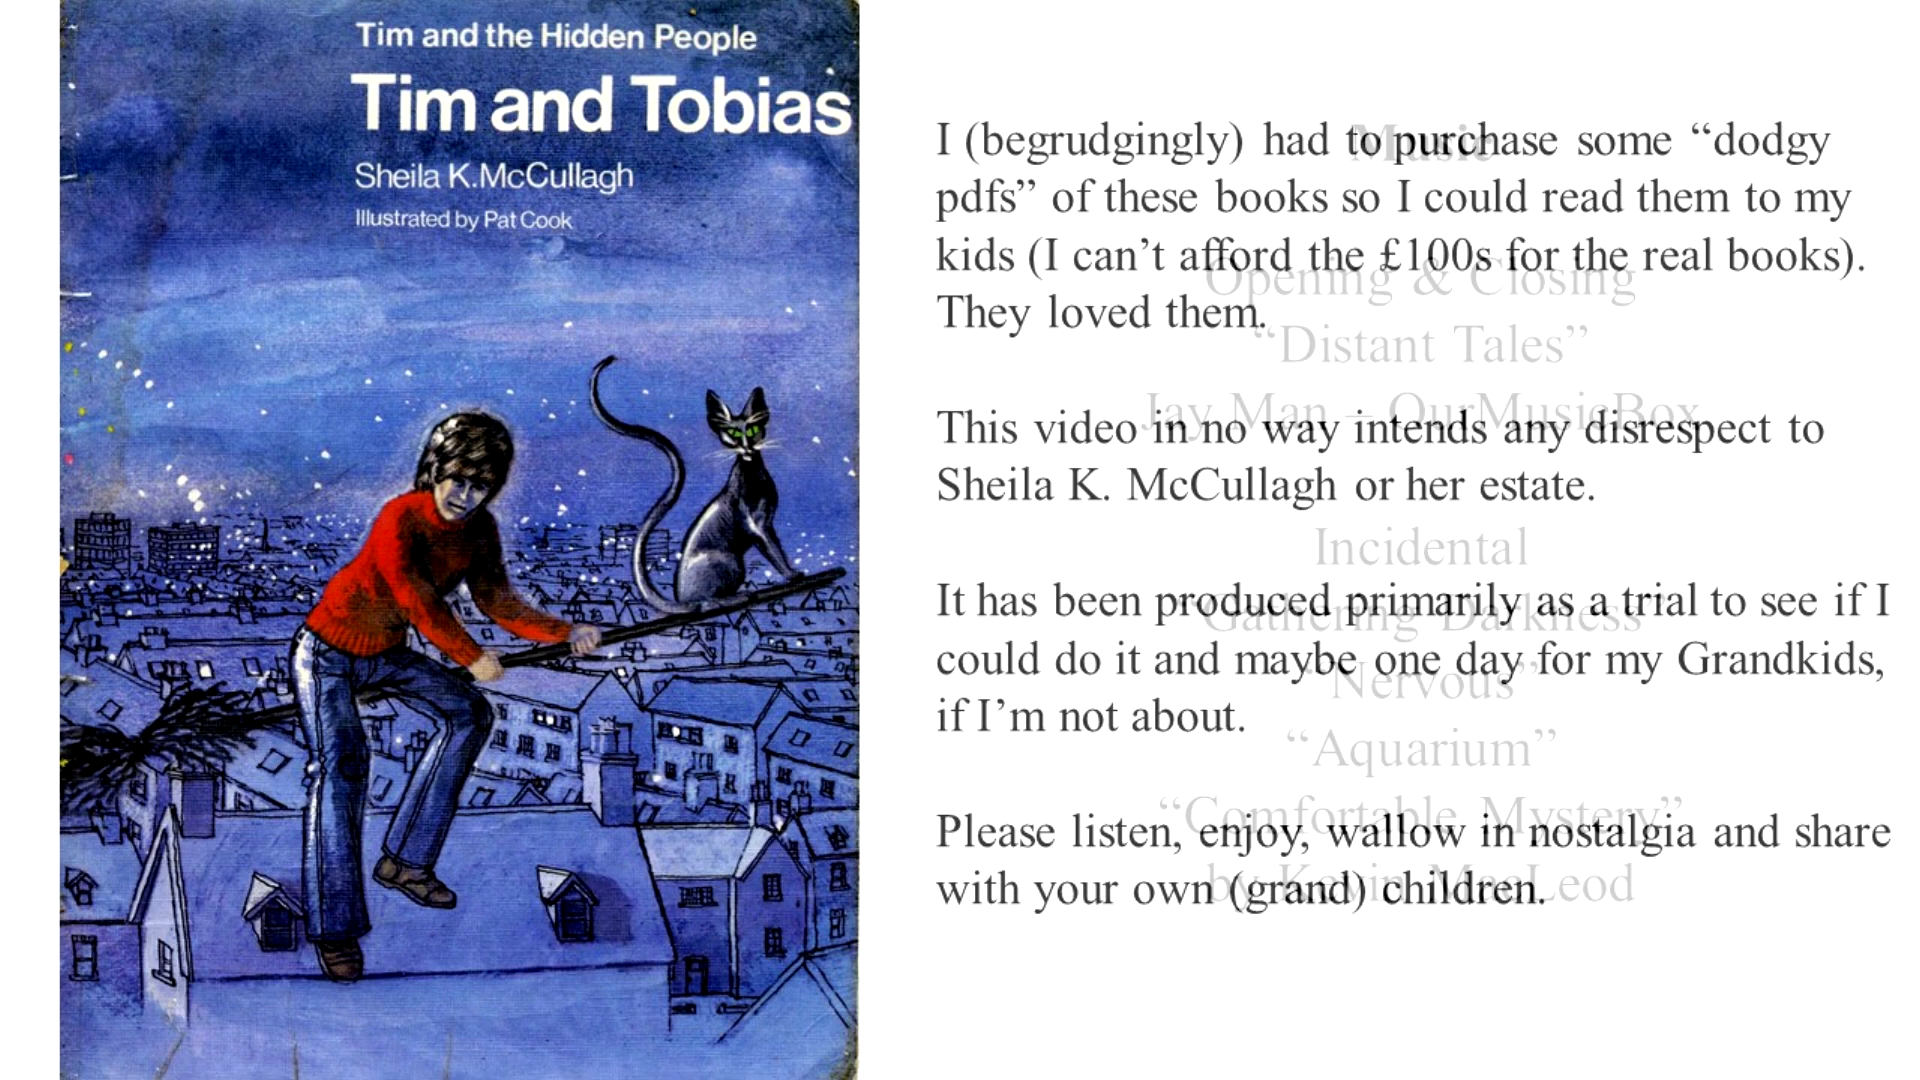 Tim and the Hidden People
Tim and Tobias
Sheila K.McCullagh
Illustrated by Pat Cook
I (begrudgingly) had to purchase some “dodgy
pdfs” of these books so I could read them to my
kids (I can’t afford the £100s for the real books).
They loved them.
This video in no way intends any disrespect to
Sheila K. McCullagh or her estate.
It has been produced primarily as a trial to see if I
could do it and maybe one day for my Grandkids,
if I’m not about.
Please listen, enjoy, wallow in nostalgia and share
with your own (grand) children.
Music
Opening & Closing
“Distant Tales”
Jay Man – OurMusicBox
Incidental
“Gathering Darkness”
“Nervous”
“Aquarium”
“Comfortable Mystery”
by Kevin MacLeod